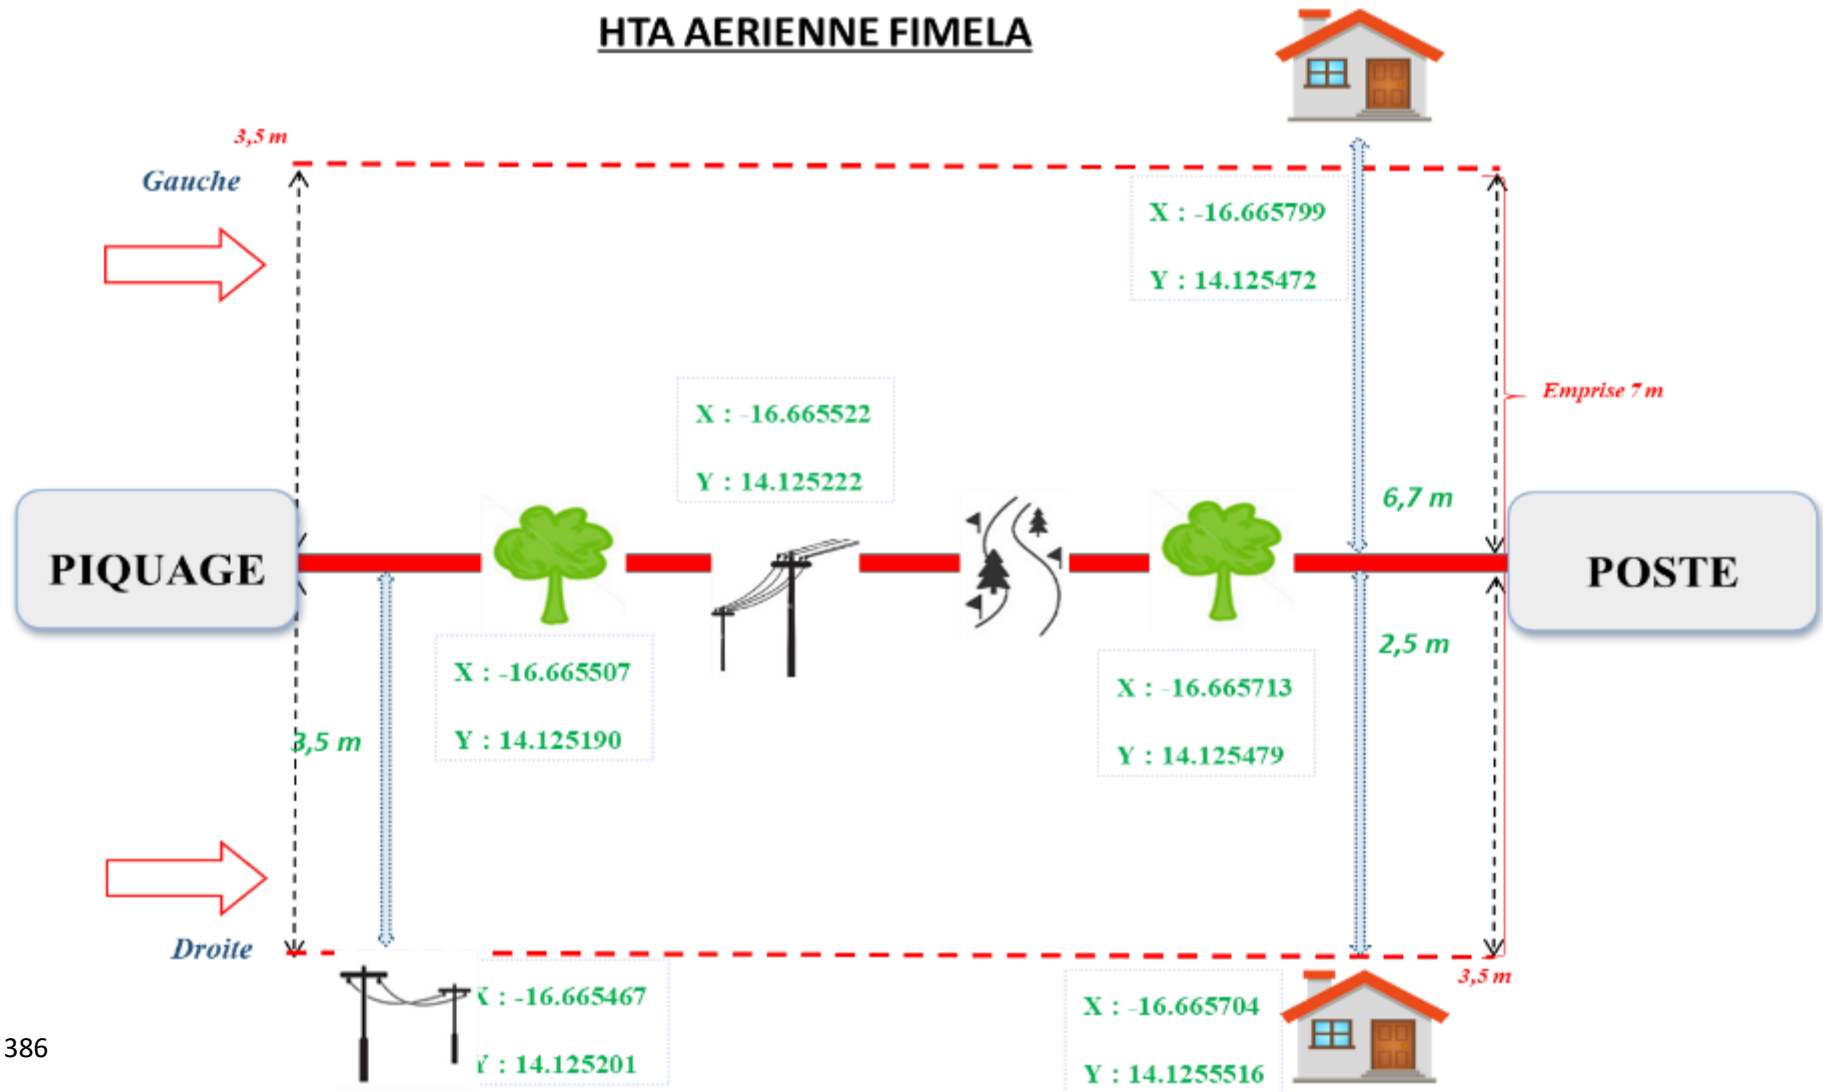 HTA AERIENNE FIMELA
3,5 m
Gauche
X : -16.665799
Y : 14.125472
Emprise 7 m
X : -16.665522
Y : 14.125222
6,7 m
PIQUAGE
POSTE
2,5 m
X : -16.665507
Y : 14.125190
X : -16.665713
Y : 14.125479
3,5 m
Droite
3,5 m
X : -16.665467
Y : 14.125201
X : -16.665704
Y : 14.1255516
386